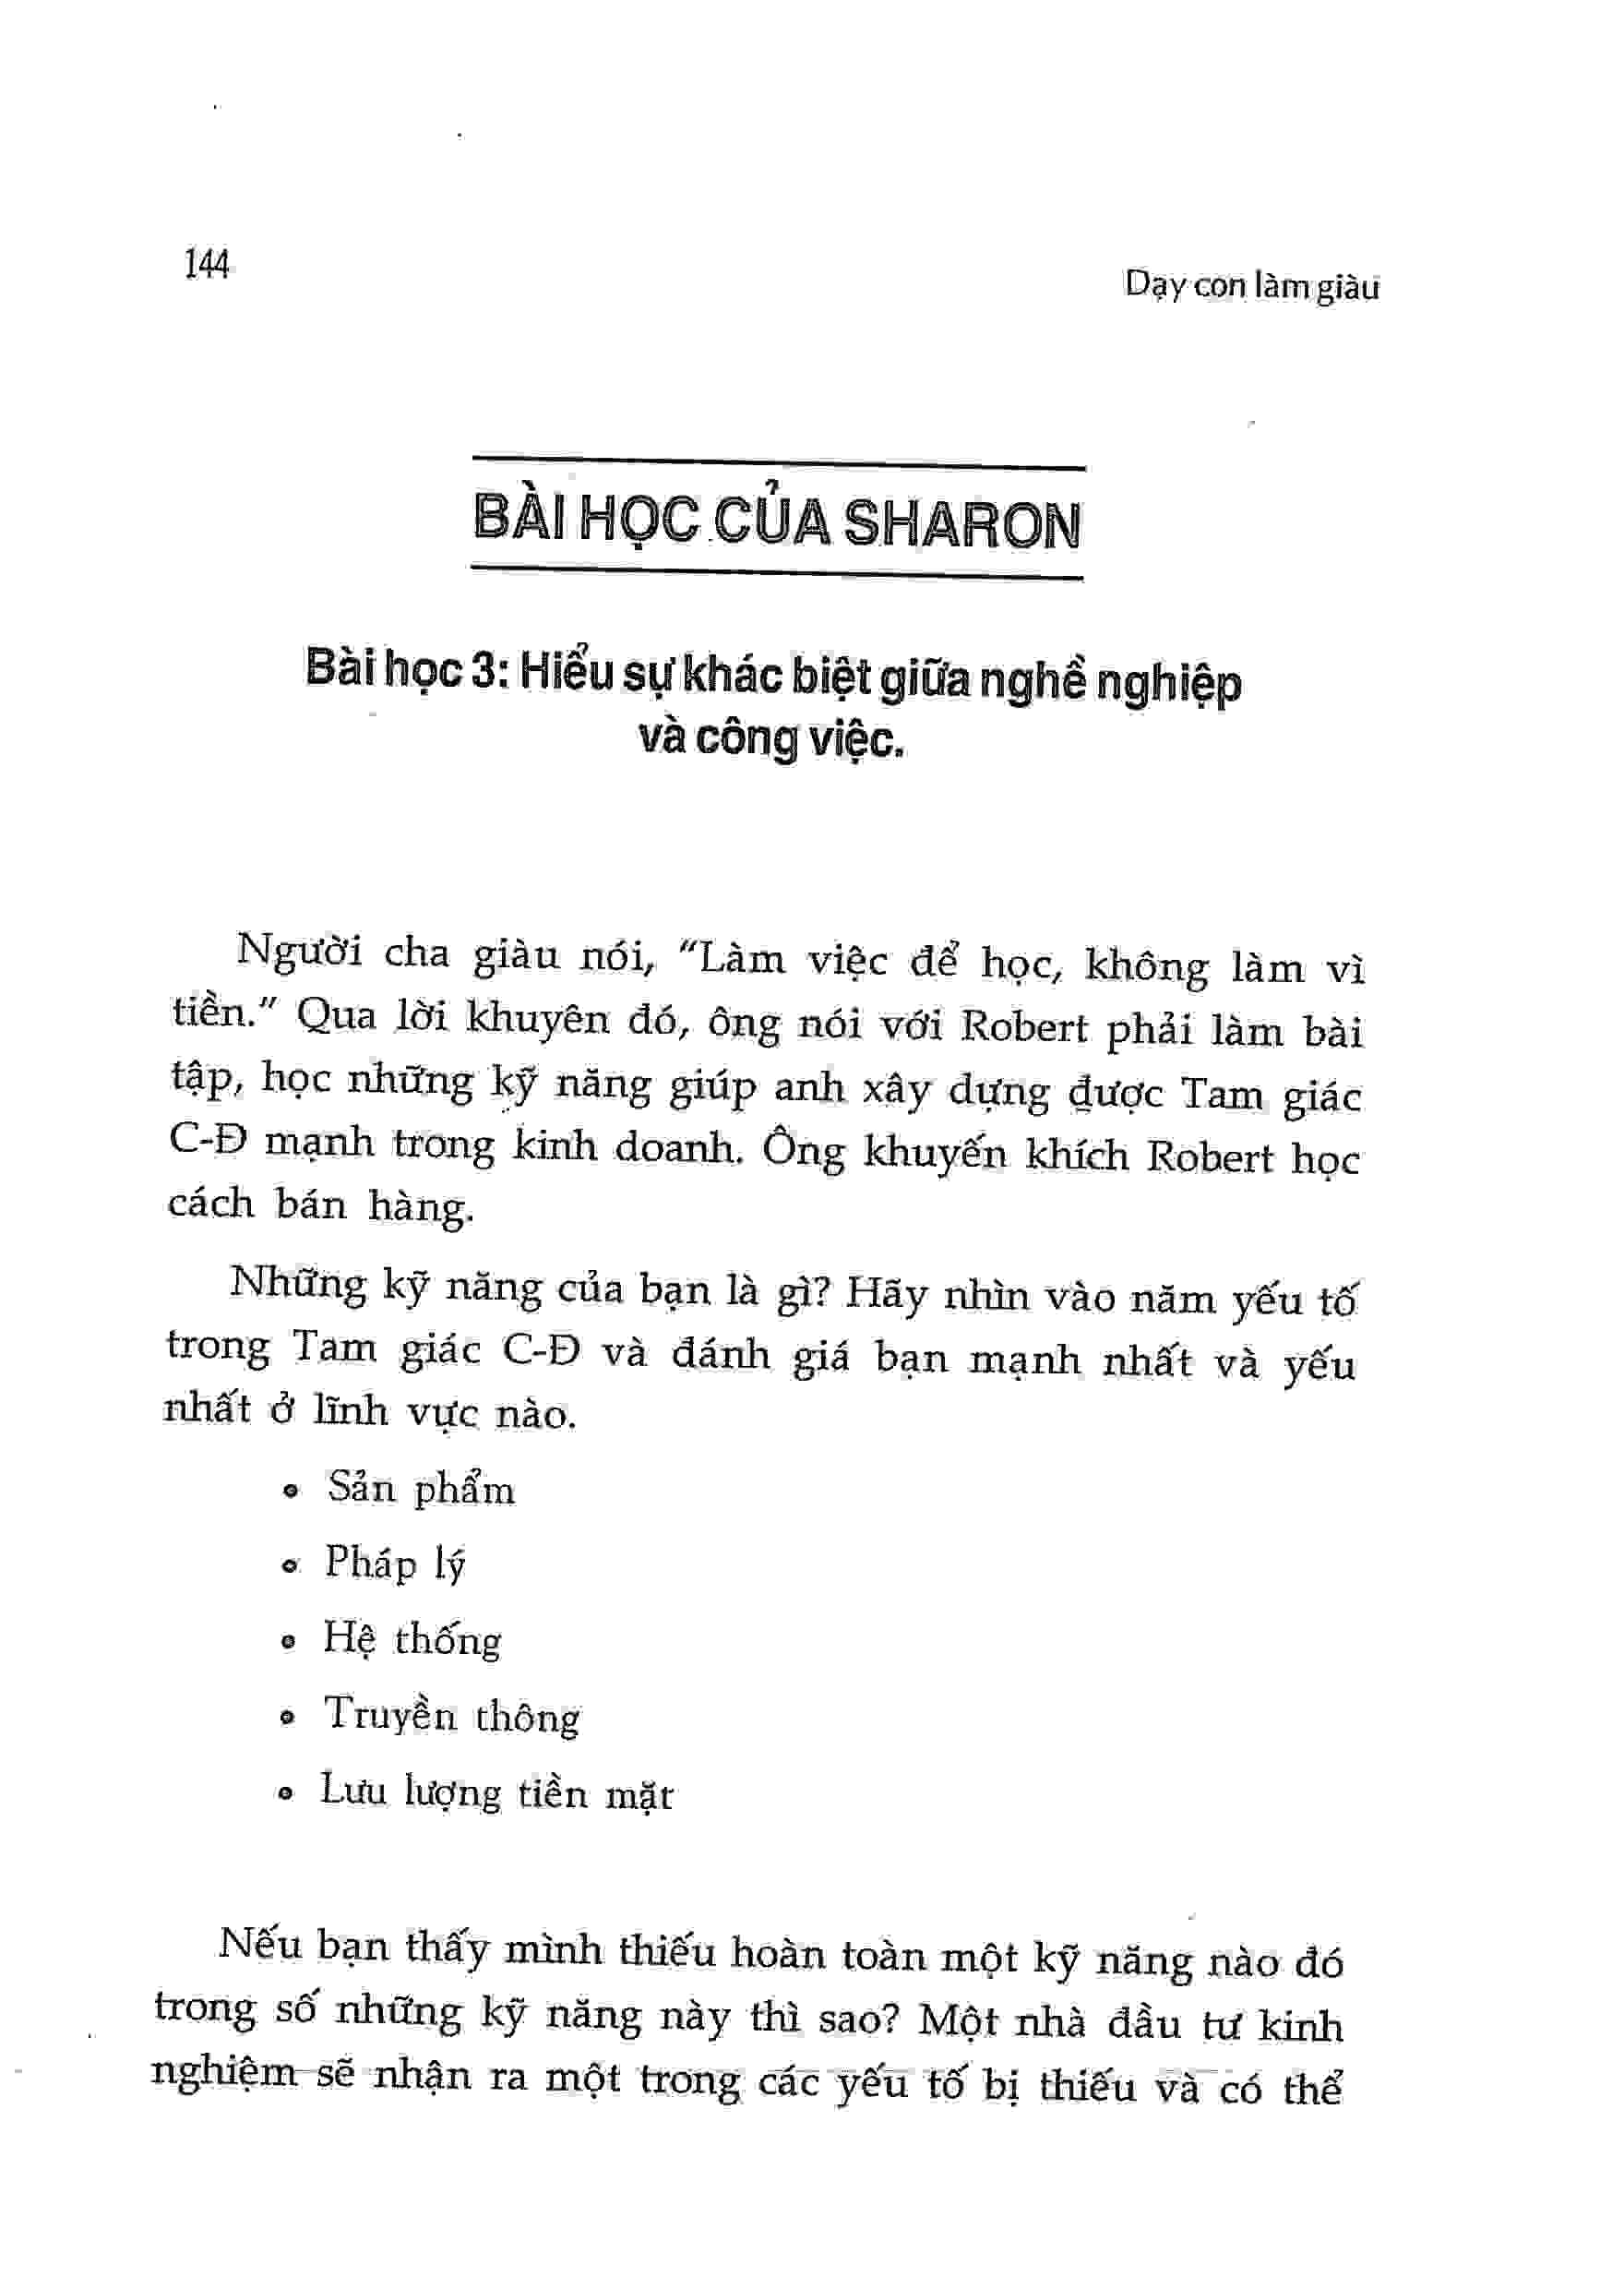 144
Dạy con làm giàu
BÀI HỌC CỦA SHARON
Bài học 3: Hiểu sự khác biệt giữa nghề nghiệp
và công việc.
Người cha giàu nói, “Làm việc để học, không làm vì
tiền.” Qua lời khuyên đó, ông nói với Robert phải làm bài
tập, học những kỹ năng giúp anh xây dựng được Tam giác
C-Đ mạnh trong kinh doanh. Ông khuyến khích Robert học
cách bán hàng.
Những kỹ năng của bạn là gì? Hãy nhìn vào năm yếu tố
trong Tam giác C-Đ và đánh giá bạn mạnh nhất và yếu
nhất ở lĩnh vực nào.
• Sản phẩm
• Pháp lý
• Hệ thống
• Truyền thông
• Lưu lượng tiền mặt
Nếu bạn thấy mình thiếu hoàn toàn một kỹ năng nào đó
trong số những kỹ năng này thì sao? Một nhà đầu tư kinh
nghiệm sẽ nhận ra một trong các yếu tố bị thiếu và có thể